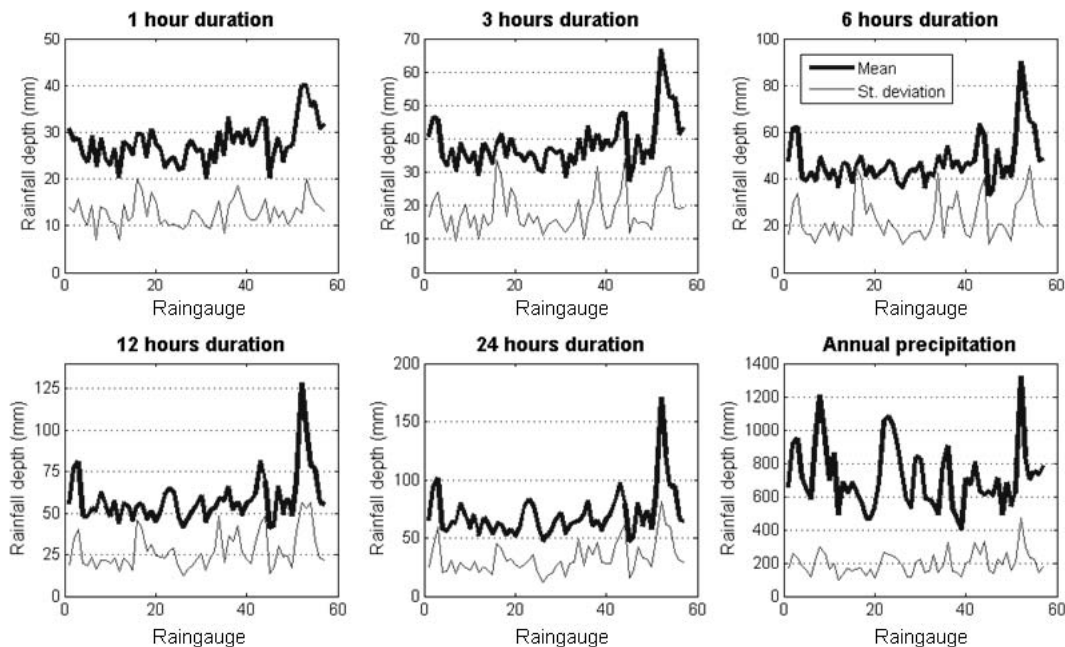 1 hour duration
3 hours duration
6 hours duration
Rainfall depth (mm)
50
40
30
20
10
0
0 20 40 60
Raingauge
Rainfall depth (mm)
70
60
50
40
30
20
10
0
0 20 40 60
Raingauge
Rainfall depth (mm)
100
80
60
40
20
0
0 20 40 60
Raingauge
Mean
St. deviation
12 hours duration
24 hours duration
Annual precipitation
Rainfall depth (mm)
125
100
75
50
25
0
0 20 40 60
Raingauge
Rainfall depth (mm)
200
150
100
50
0
0 20 40 60
Raingauge
Rainfall depth (mm)
1400
1200
1000
800
600
400
200
0
0 20 40 60
Raingauge